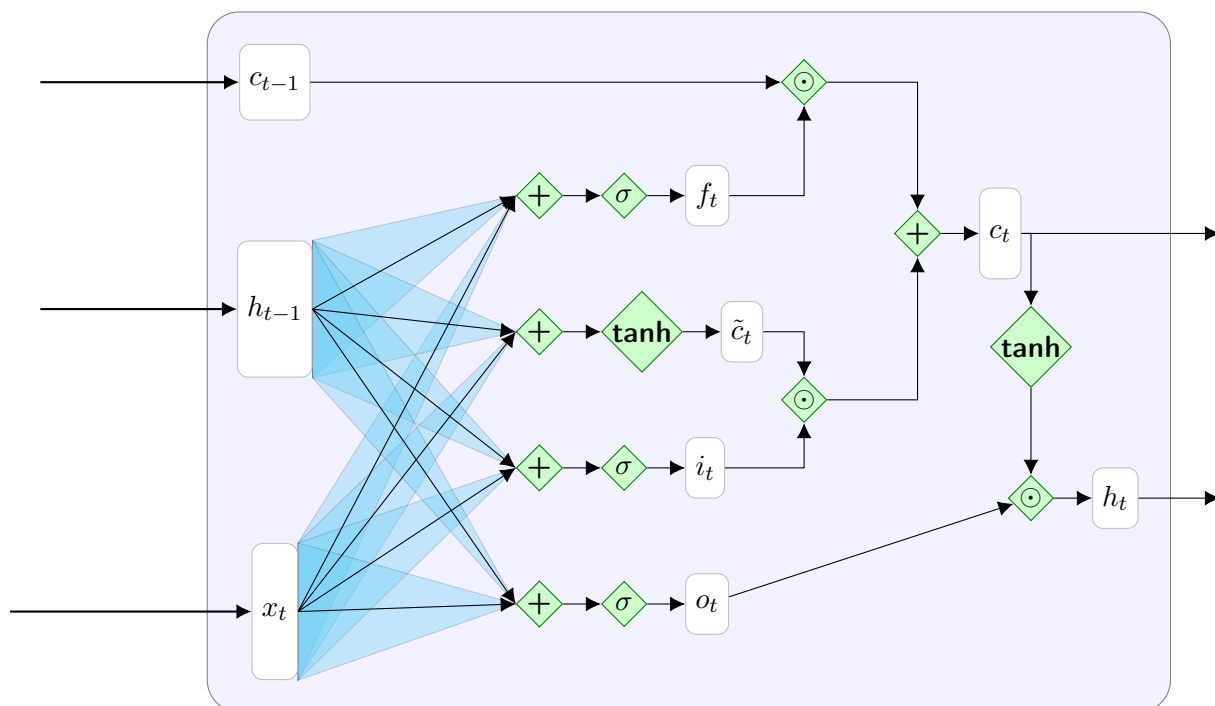 c_{t-1}
⊙
+
σ
f_t
+
c_t
h_{t-1}
+
tanh
c̃_t
tanh
⊙
+
σ
i_t
⊙
h_t
x_t
+
σ
o_t